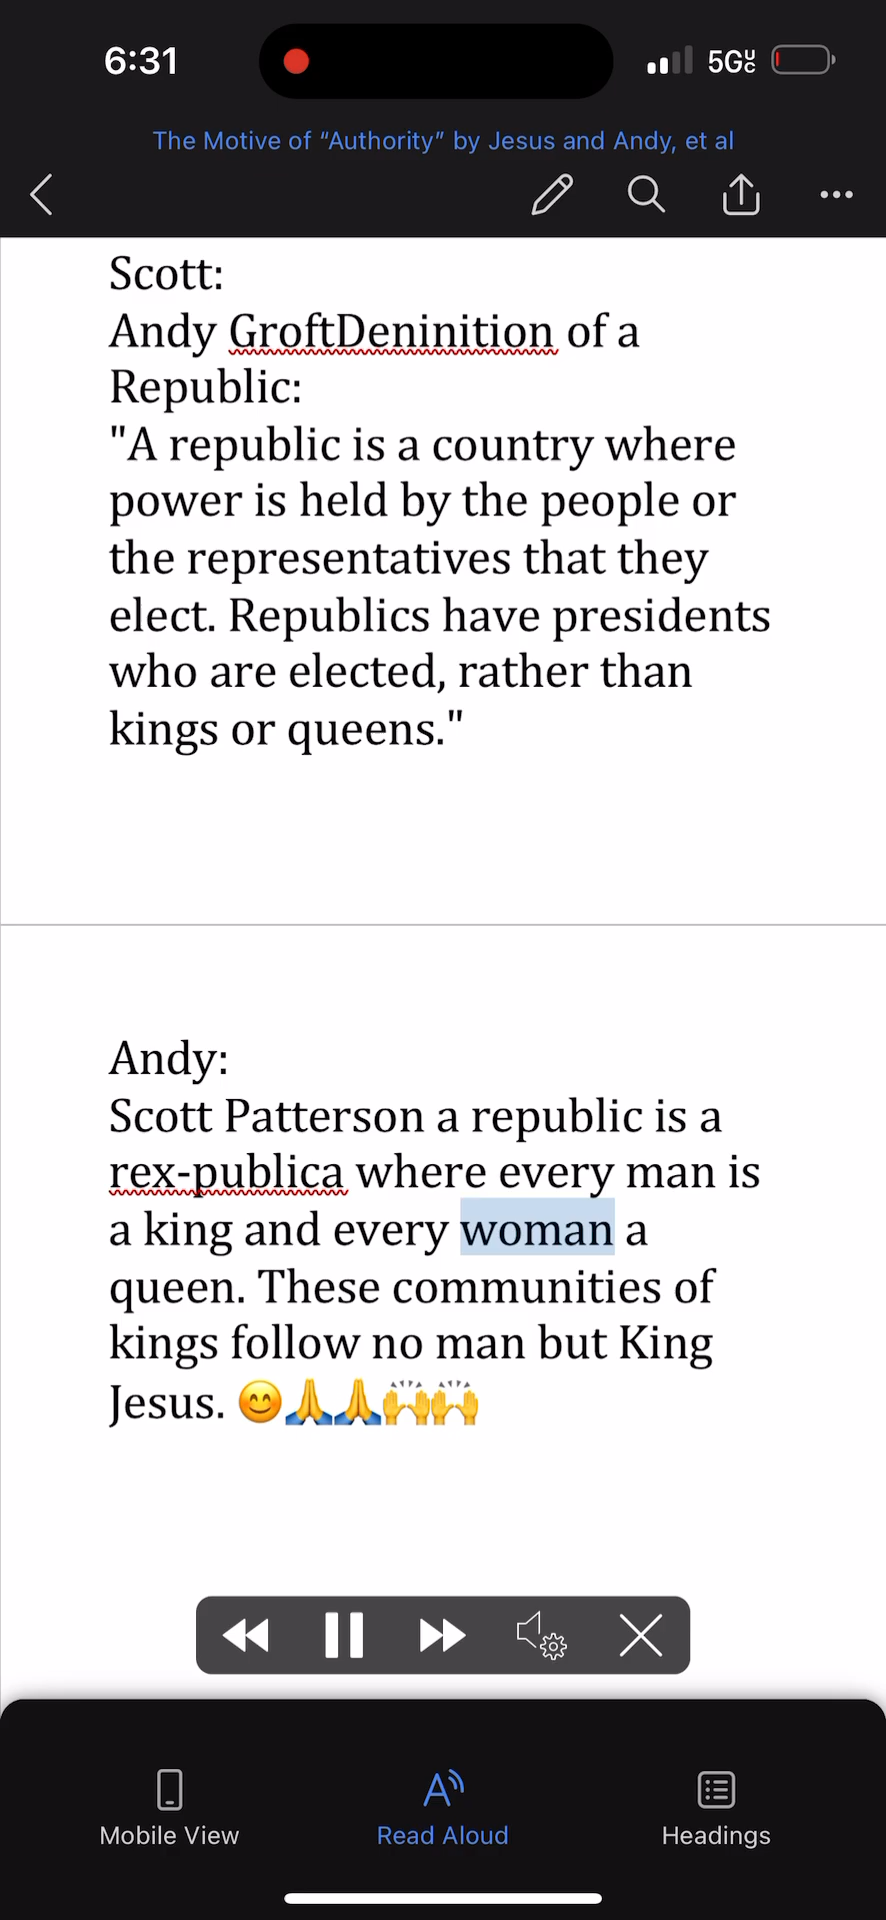 6:31
5GUC
The Motive of “Authority” by Jesus and Andy, et al
Scott:
Andy GroftDeninition of a
Republic:
"A republic is a country where
power is held by the people or
the representatives that they
elect. Republics have presidents
who are elected, rather than
kings or queens."
Andy:
Scott Patterson a republic is a
rex-publica where every man is
a king and every woman a
queen. These communities of
kings follow no man but King
Jesus. 😊🙏🙏🙌🙌
Mobile View
Read Aloud
Headings